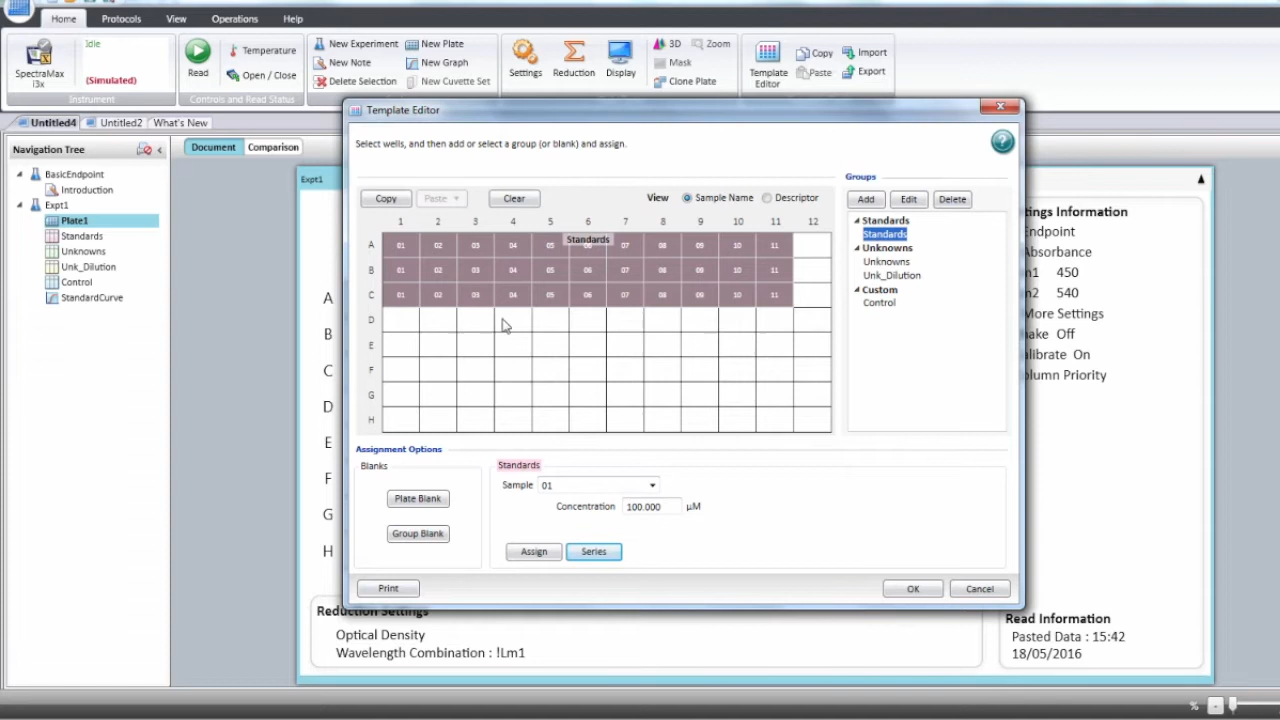 Home Protocols View Operations Help
Idle
SpectraMax
i3x
(Simulated)
Instrument
Read
Temperature
Open / Close
Controls and Read Status
New Experiment
New Note
Delete Selection
New Plate
New Graph
New Cuvette Set
Settings
Reduction
Display
3D
Zoom
Mask
Clone Plate
Template
Editor
Copy
Paste
Import
Export
Untitled4 Untitled2 What's New
Navigation Tree
BasicEndpoint
Introduction
Expt1
Plate1
Standards
Unknowns
Unk_Dilution
Control
StandardCurve
Document Comparison
Expt1
A
B
C
D
E
F
G
H
Template Editor
Select wells, and then add or select a group (or blank) and assign.
Copy Paste Clear View Sample Name Descriptor
1 2 3 4 5 6 7 8 9 10 11 12
Standards
A 01 02 03 04 05 06 07 08 09 10 11
B 01 02 03 04 05 06 07 08 09 10 11
C 01 02 03 04 05 06 07 08 09 10 11
D
E
F
G
H
Groups
Add Edit Delete
Standards
Standards
Unknowns
Unknowns
Unk_Dilution
Custom
Control
Assignment Options
Blanks
Plate Blank
Group Blank
Standards
Sample 01
Concentration 100.000 µM
Assign Series
Print OK Cancel
tings Information
Endpoint
Absorbance
m1 450
m2 540
More Settings
ake Off
alibrate On
olumn Priority
Reduction Settings
Optical Density
Wavelength Combination : !Lm1
Read Information
Pasted Data : 15:42
18/05/2016
% -